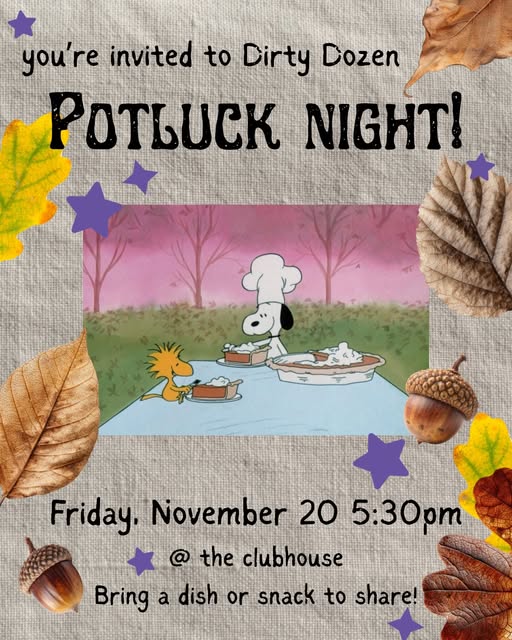 you're invited to Dirty Dozen
POTLUCK NIGHT!
Friday, November 20 5:30pm
@ the clubhouse
Bring a dish or snack to share!